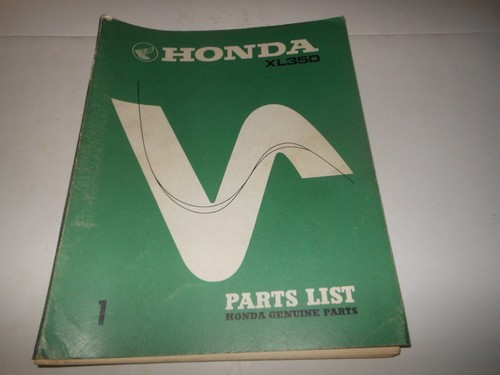 HONDA
XL350
PARTS LIST
HONDA GENUINE PARTS
1